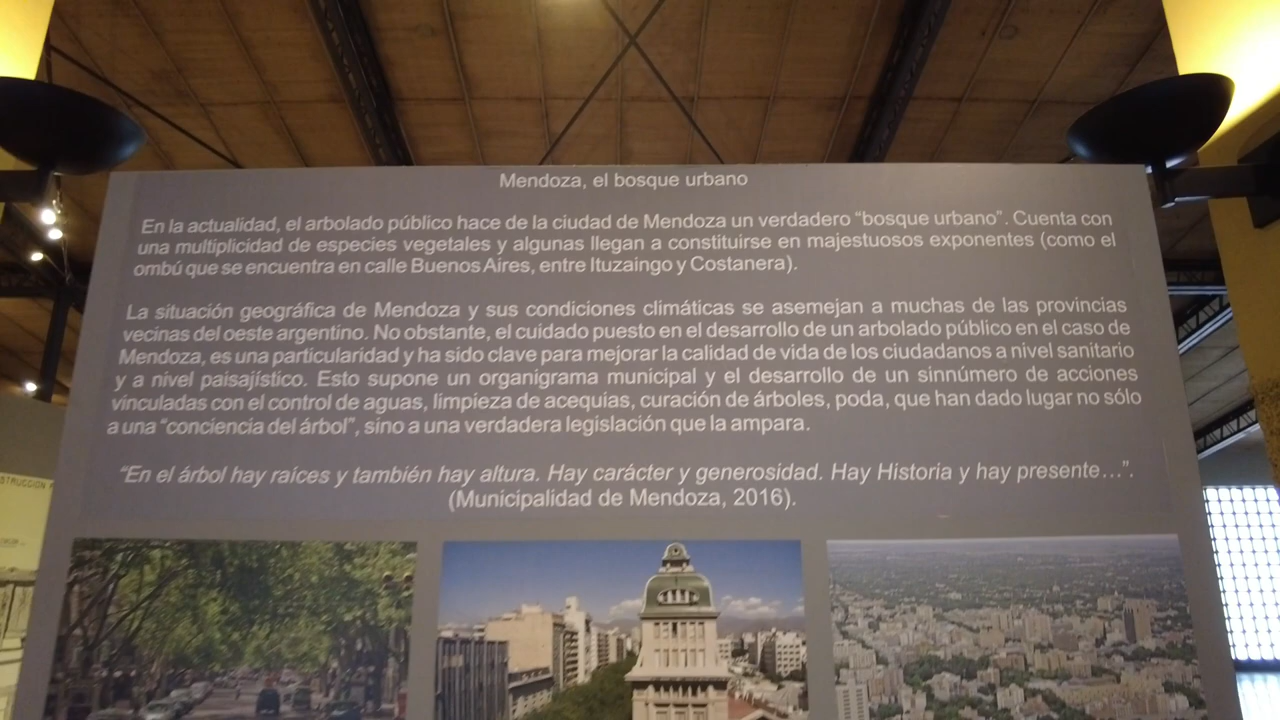 Mendoza, el bosque urbano
En la actualidad, el arbolado público hace de la ciudad de Mendoza un verdadero “bosque urbano”. Cuenta con
una multiplicidad de especies vegetales y algunas llegan a constituirse en majestuosos exponentes (como el
ombú que se encuentra en calle Buenos Aires, entre Ituzaingo y Costanera).
La situación geográfica de Mendoza y sus condiciones climáticas se asemejan a muchas de las provincias
vecinas del oeste argentino. No obstante, el cuidado puesto en el desarrollo de un arbolado público en el caso de
Mendoza, es una particularidad y ha sido clave para mejorar la calidad de vida de los ciudadanos a nivel sanitario
y a nivel paisajístico. Esto supone un organigrama municipal y el desarrollo de un sinnúmero de acciones
vinculadas con el control de aguas, limpieza de acequias, curación de árboles, poda, que han dado lugar no sólo
a una “conciencia del árbol”, sino a una verdadera legislación que la ampara.
“En el árbol hay raíces y también hay altura. Hay carácter y generosidad. Hay Historia y hay presente...”.
(Municipalidad de Mendoza, 2016).